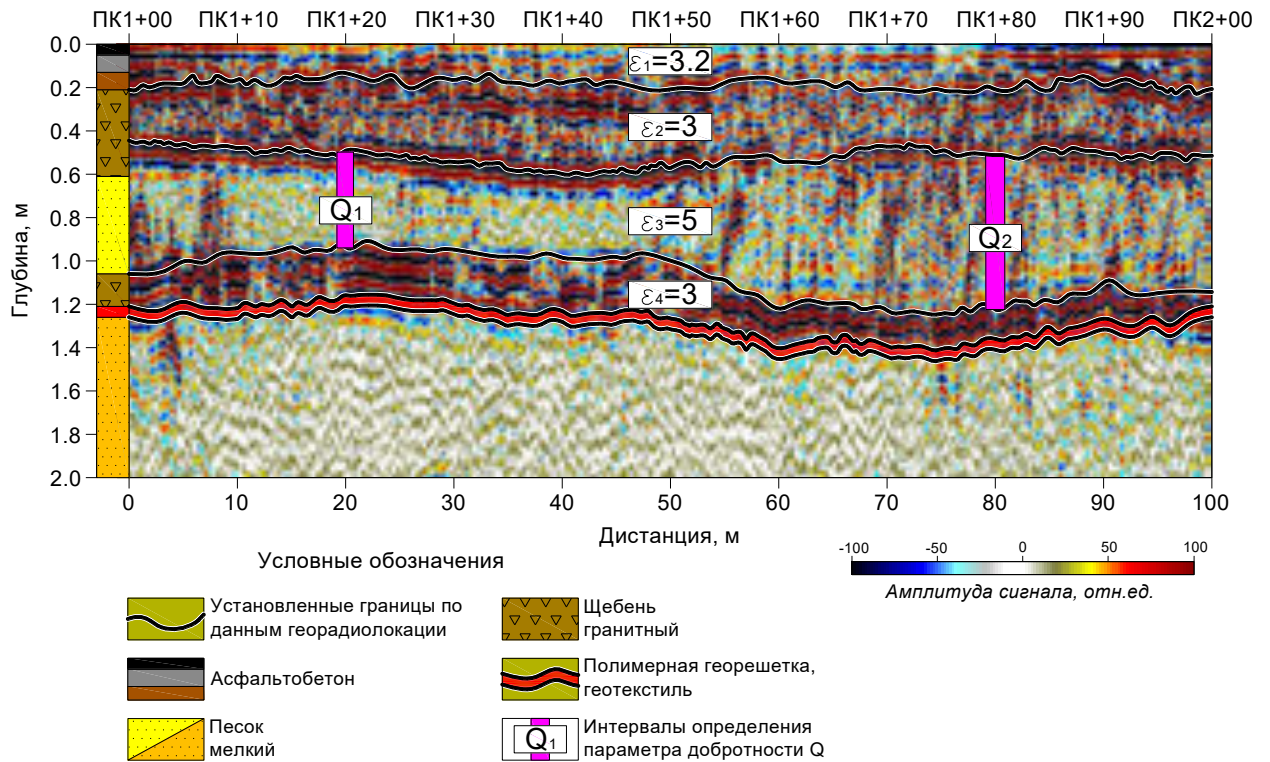 ПК1+00 ПК1+10 ПК1+20 ПК1+30 ПК1+40 ПК1+50 ПК1+60 ПК1+70 ПК1+80 ПК1+90 ПК2+00
0.0
0.2
0.4
0.6
0.8
1.0
1.2
1.4
1.6
1.8
2.0
Глубина, м
ε1=3.2
ε2=3
Q1
ε3=5
Q2
ε4=3
0 10 20 30 40 50 60 70 80 90 100
Дистанция, м
-100 -50 0 50 100
Амплитуда сигнала, отн.ед.
Условные обозначения
Установленные границы по
данным георадиолокации
Асфальтобетон
Песок
мелкий
Щебень
гранитный
Полимерная георешетка,
геотекстиль
Q1
Интервалы определения
параметра добротности Q